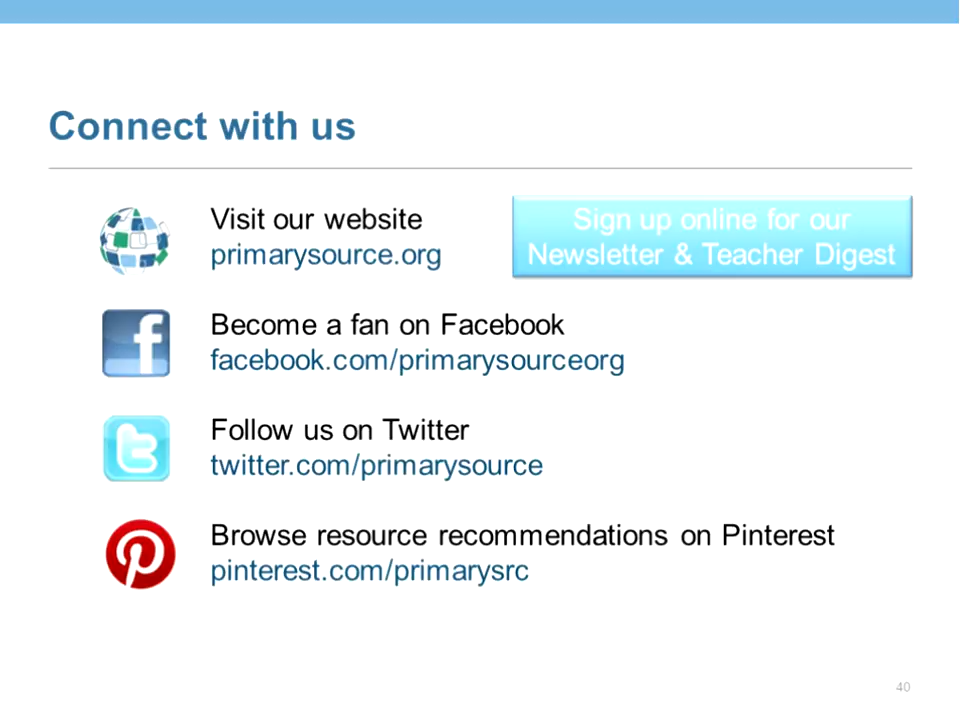 Connect with us
Visit our website
primarysource.org
Sign up online for our
Newsletter & Teacher Digest
Become a fan on Facebook
facebook.com/primarysourceorg
Follow us on Twitter
twitter.com/primarysource
Browse resource recommendations on Pinterest
pinterest.com/primarysrc
40